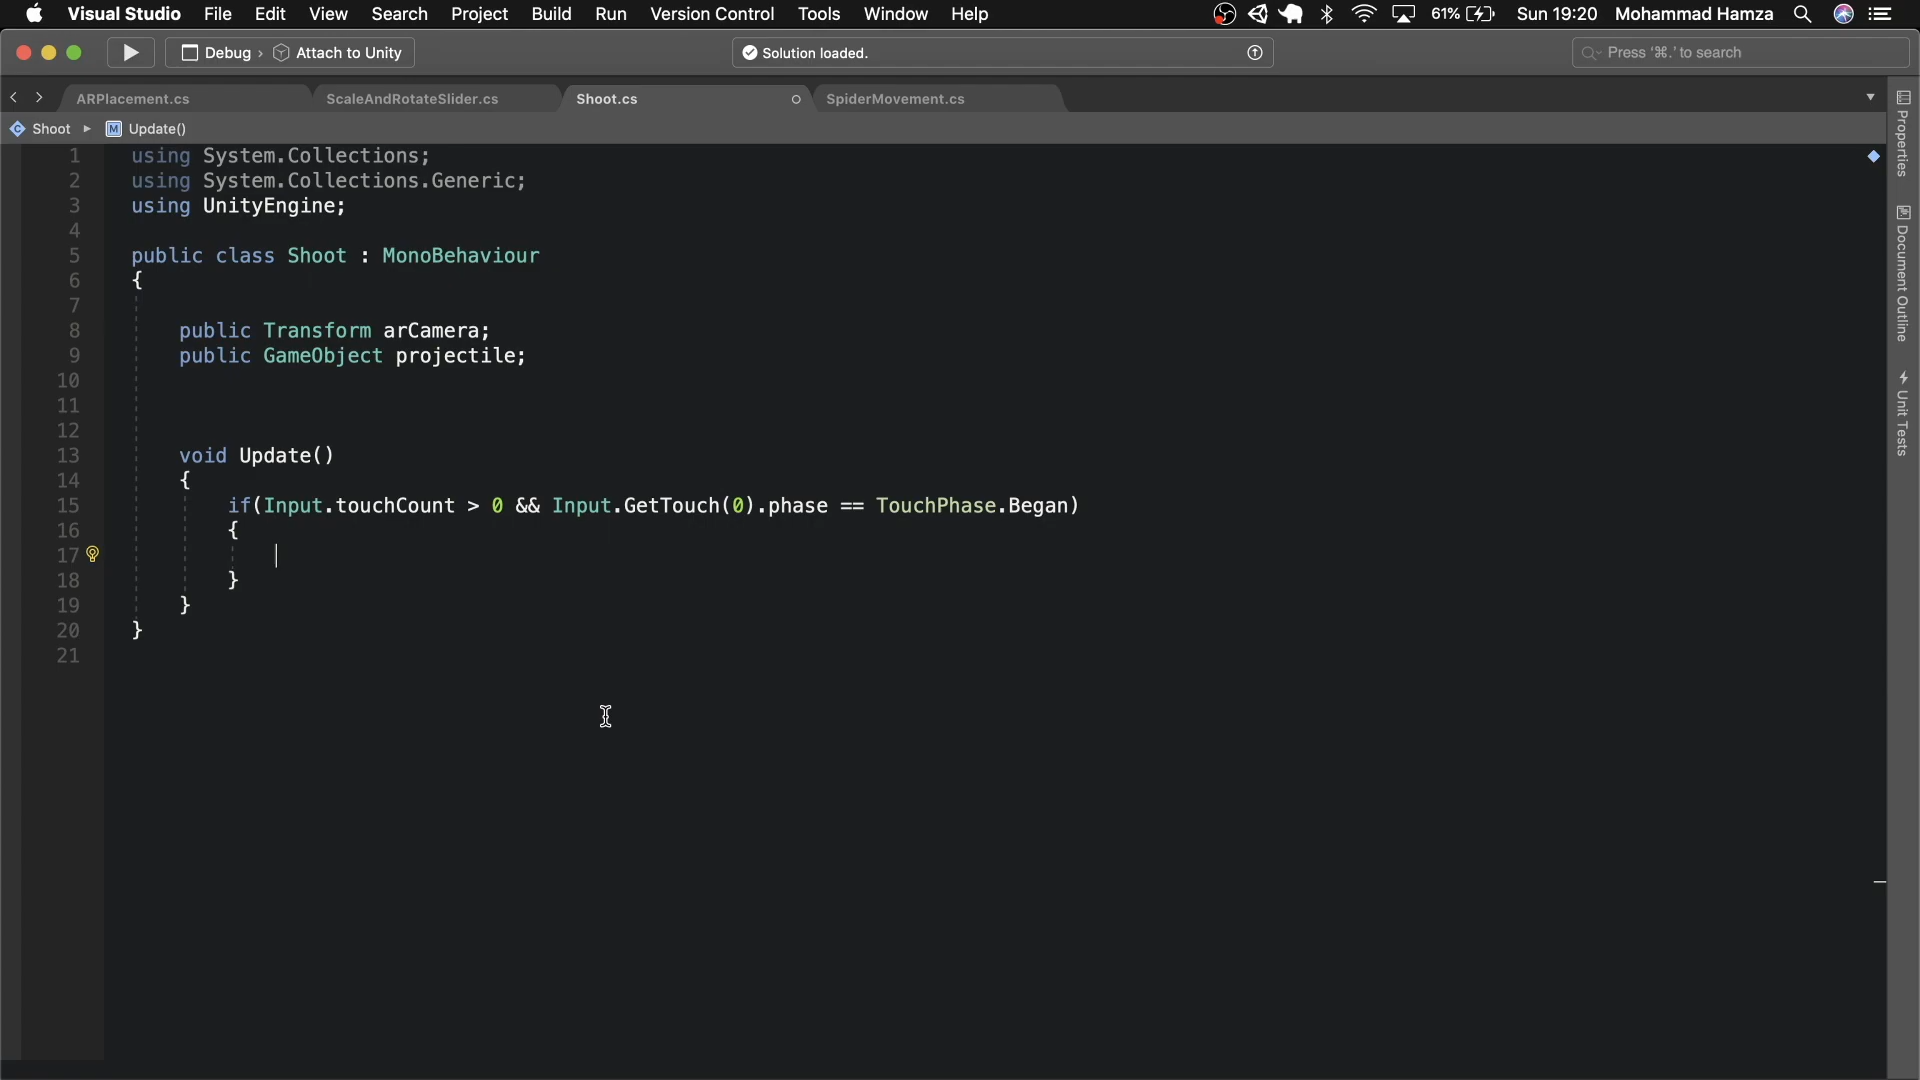 Visual Studio File Edit View Search Project Build Run Version Control Tools Window Help 61% Sun 19:20 Mohammad Hamza
Debug › Attach to Unity Solution loaded. Press '⌘.' to search
ARPlacement.cs ScaleAndRotateSlider.cs Shoot.cs SpiderMovement.cs
Shoot ▸ M Update()
1 using System.Collections;
2 using System.Collections.Generic;
3 using UnityEngine;
4
5 public class Shoot : MonoBehaviour
6 {
7
8 public Transform arCamera;
9 public GameObject projectile;
10
11
12
13 void Update()
14 {
15 if(Input.touchCount > 0 && Input.GetTouch(0).phase == TouchPhase.Began)
16 {
17
18 }
19 }
20 }
21
Properties
Document Outline
Unit Tests